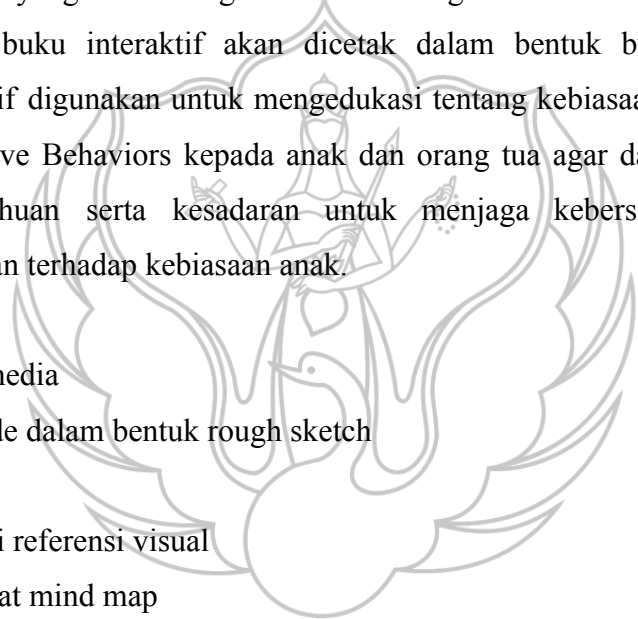 buku interaktif akan dicetak dalam bentuk
if digunakan untuk mengedukasi tentang kebiasaa
ve Behaviors kepada anak dan orang tua agar da
huan serta kesadaran untuk menjaga kebers
an terhadap kebiasaan anak.
media
de dalam bentuk rough sketch
i referensi visual
at mind map